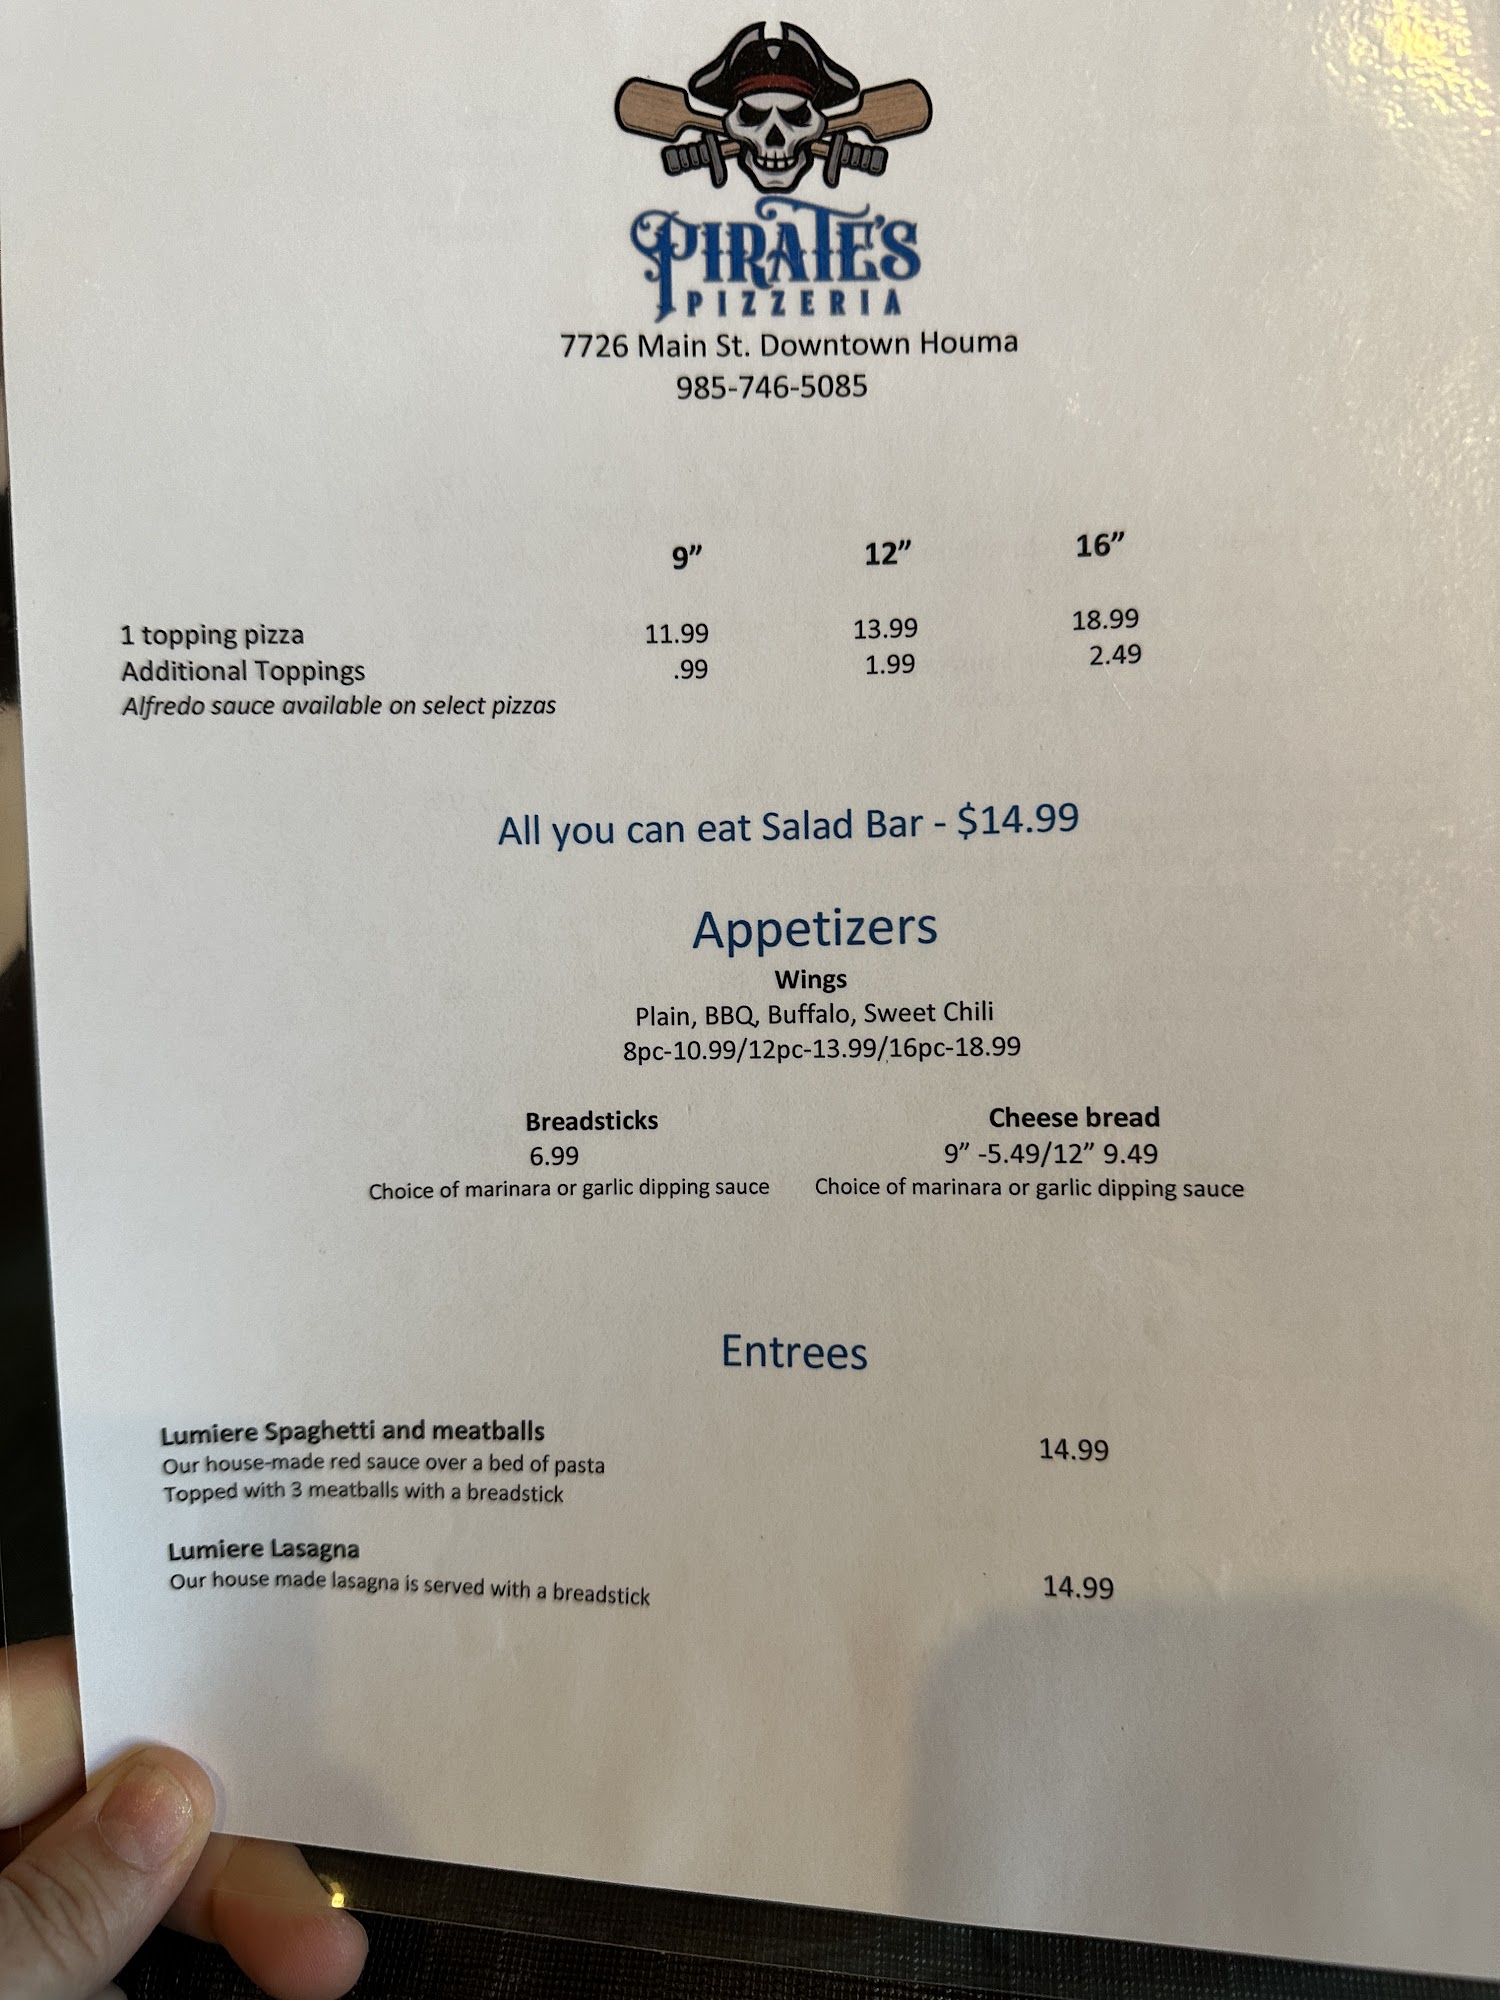 PIRATE'S
PIZZERIA
7726 Main St. Downtown Houma
985-746-5085
9” 12” 16”
1 topping pizza 11.99 13.99 18.99
Additional Toppings .99 1.99 2.49
Alfredo sauce available on select pizzas
All you can eat Salad Bar - $14.99
Appetizers
Wings
Plain, BBQ, Buffalo, Sweet Chili
8pc-10.99/12pc-13.99/16pc-18.99
Breadsticks Cheese bread
6.99 9” -5.49/12” 9.49
Choice of marinara or garlic dipping sauce Choice of marinara or garlic dipping sauce
Entrees
Lumiere Spaghetti and meatballs 14.99
Our house-made red sauce over a bed of pasta
Topped with 3 meatballs with a breadstick
Lumiere Lasagna
Our house made lasagna is served with a breadstick 14.99